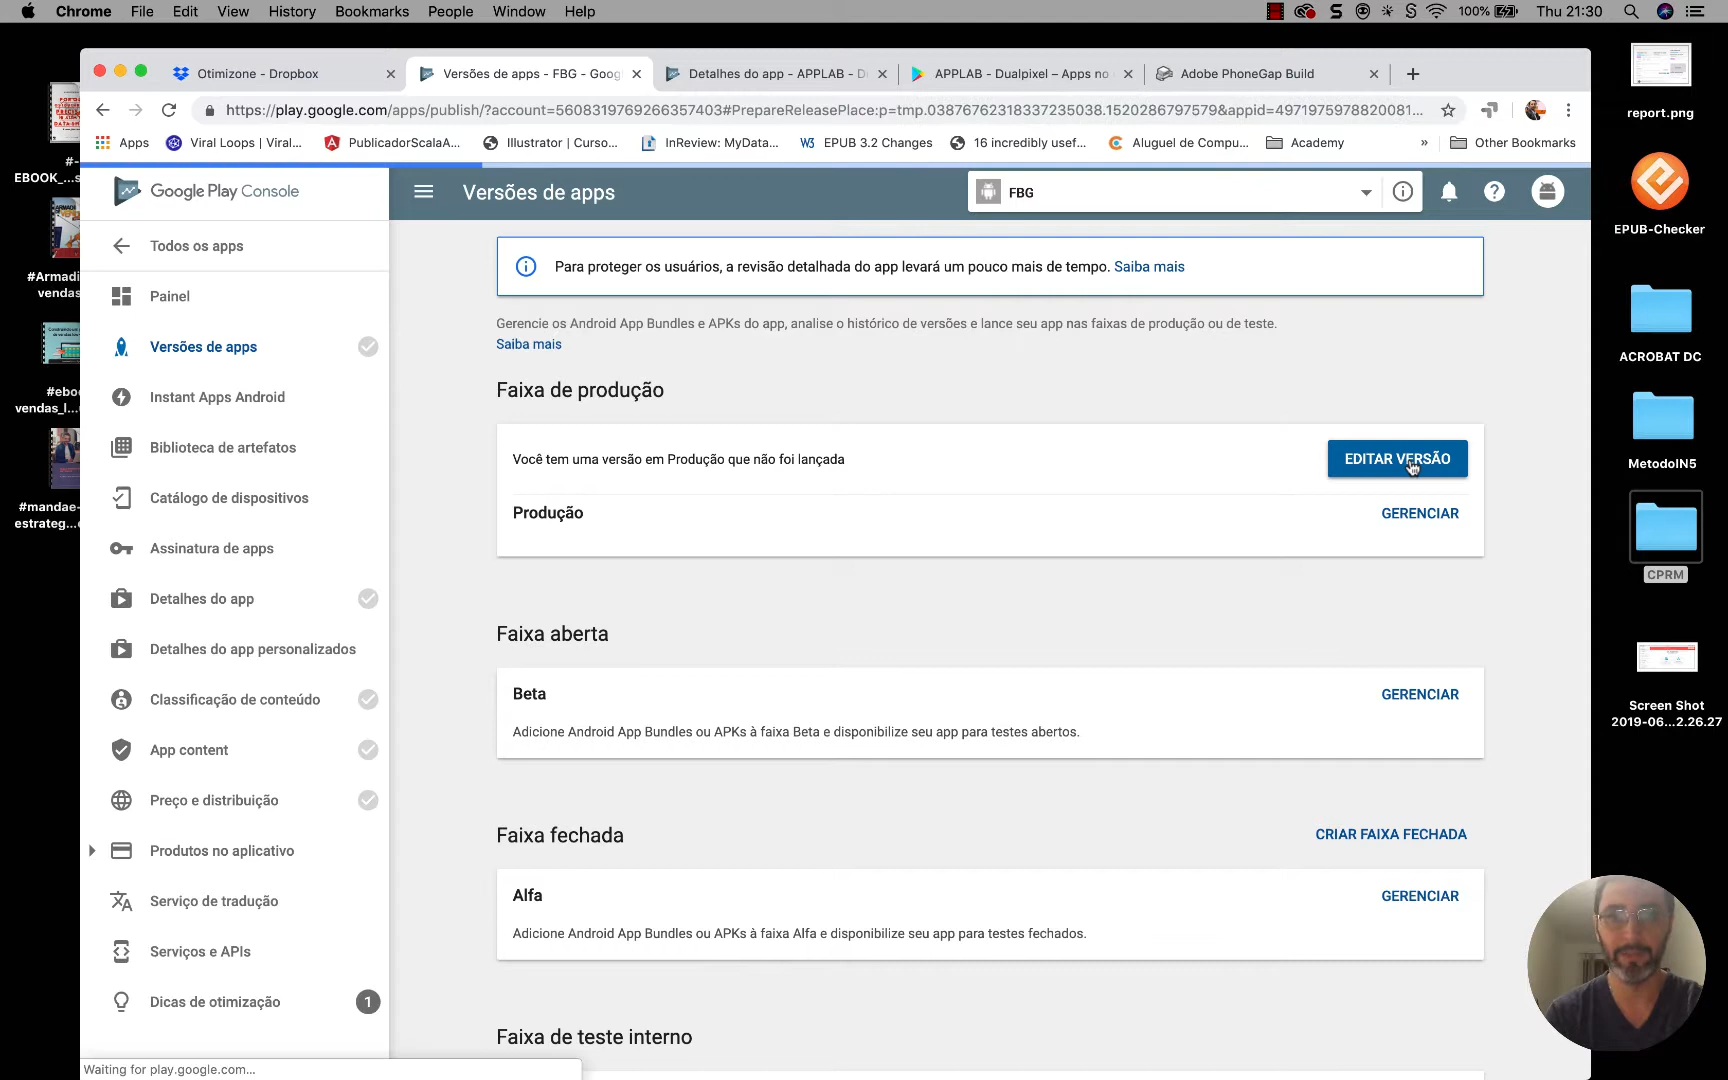 Chrome File Edit View History Bookmarks People Window Help 100% Thu 21:30
Otimizone - Dropbox
Versões de apps - FBG - Goog
Detalhes do app - APPLAB - D
APPLAB - Dualpixel – Apps no
Adobe PhoneGap Build
https://play.google.com/apps/publish/?account=5608319769266357403#PrepareReleasePlace:p=tmp.03876762318337235038.1520286797579&appid=4971975978820081...
Apps
Viral Loops | Viral...
PublicadorScalaA...
Illustrator | Curso...
InReview: MyData...
EPUB 3.2 Changes
16 incredibly usef...
Aluguel de Compu...
Academy
»
Other Bookmarks
Google Play Console
Versões de apps
FBG
Todos os apps
Painel
Versões de apps
Instant Apps Android
Biblioteca de artefatos
Catálogo de dispositivos
Assinatura de apps
Detalhes do app
Detalhes do app personalizados
Classificação de conteúdo
App content
Preço e distribuição
Produtos no aplicativo
Serviço de tradução
Serviços e APIs
Dicas de otimização 1
Waiting for play.google.com...
Para proteger os usuários, a revisão detalhada do app levará um pouco mais de tempo. Saiba mais
Gerencie os Android App Bundles e APKs do app, analise o histórico de versões e lance seu app nas faixas de produção ou de teste.
Saiba mais
Faixa de produção
Você tem uma versão em Produção que não foi lançada
EDITAR VERSÃO
Produção
GERENCIAR
Faixa aberta
Beta
GERENCIAR
Adicione Android App Bundles ou APKs à faixa Beta e disponibilize seu app para testes abertos.
Faixa fechada
CRIAR FAIXA FECHADA
Alfa
GERENCIAR
Adicione Android App Bundles ou APKs à faixa Alfa e disponibilize seu app para testes fechados.
Faixa de teste interno
#-
EBOOK_...s
#Armadi
vendas
#ebo
vendas_l...
#mandae-
estrateg...e
report.png
EPUB-Checker
ACROBAT DC
MetodoIN5
CPRM
Screen Shot
2019-06...2.26.27